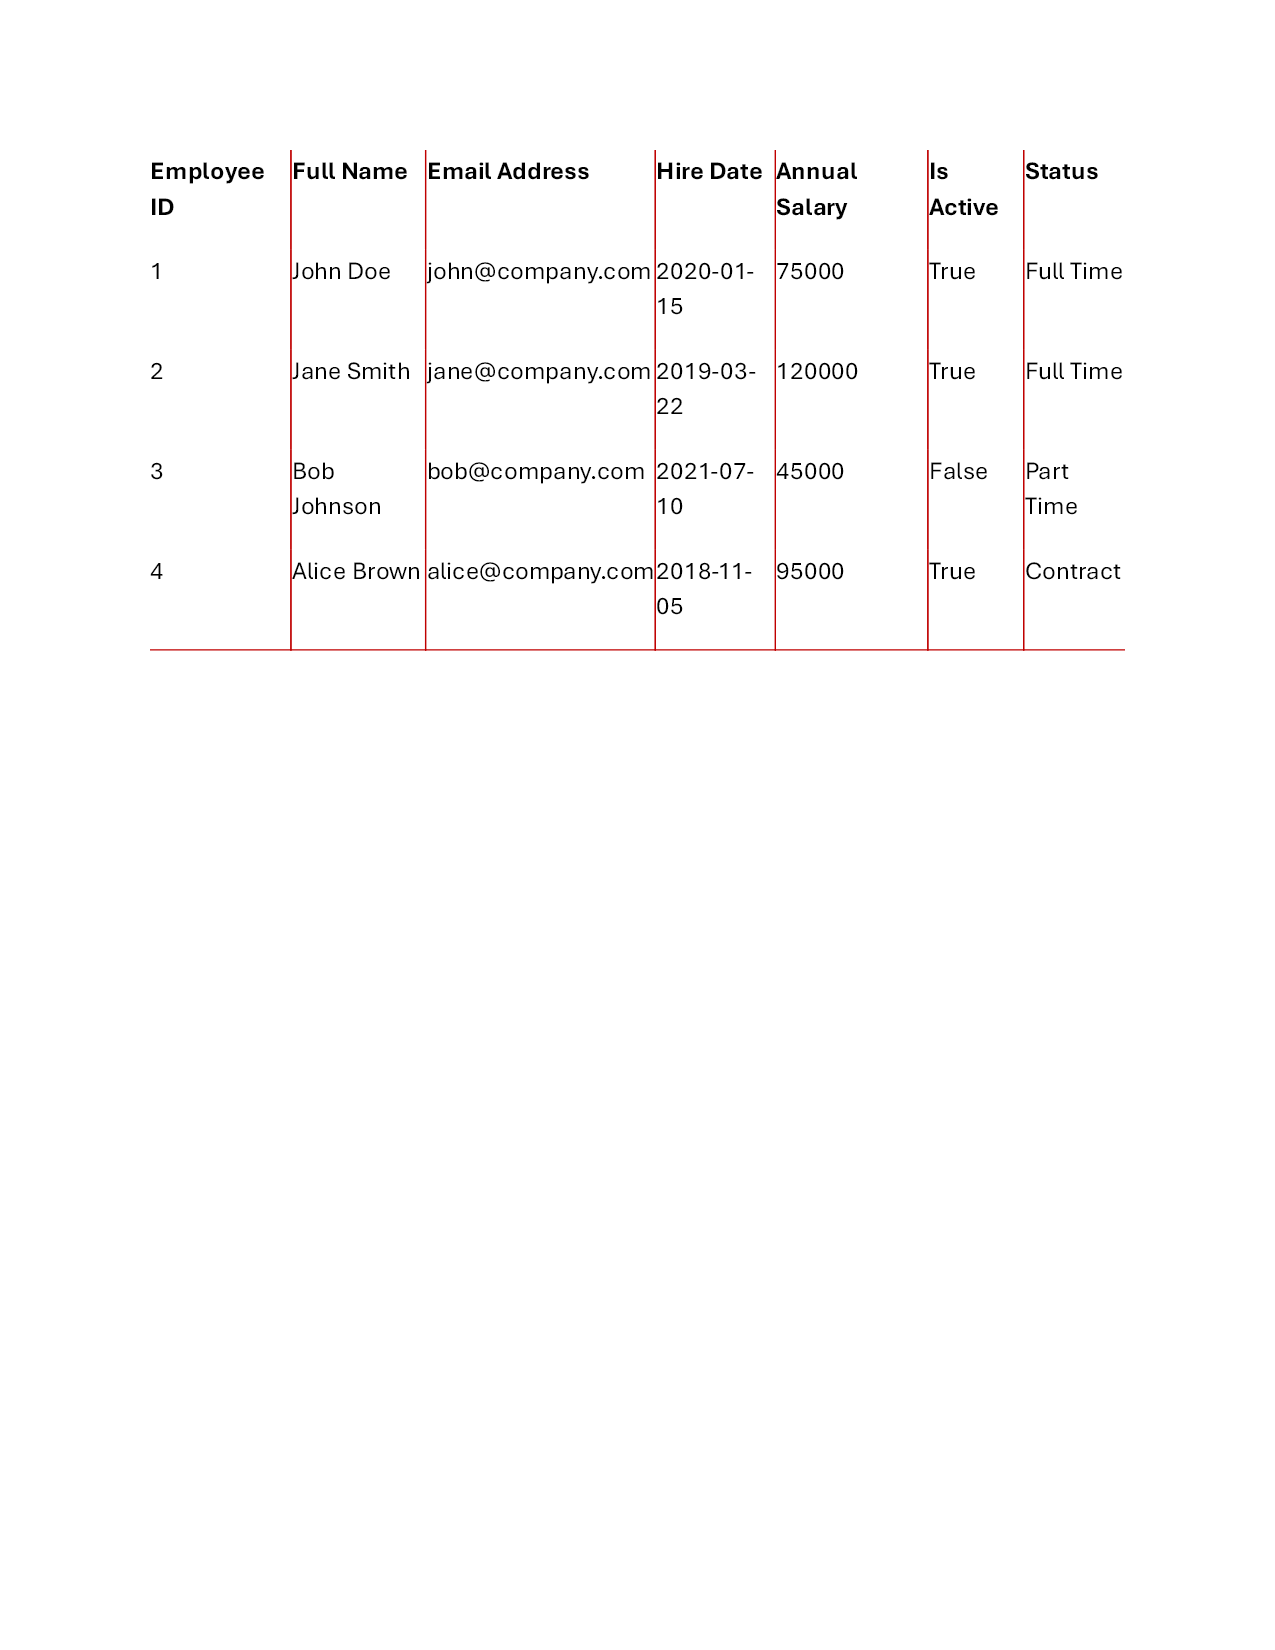 Employee ID Full Name Email Address Hire Date Annual Salary Is Active Status
1 John Doe john@company.com 2020-01-15 75000 True Full Time
2 Jane Smith jane@company.com 2019-03-22 120000 True Full Time
3 Bob Johnson bob@company.com 2021-07-10 45000 False Part Time
4 Alice Brown alice@company.com 2018-11-05 95000 True Contract